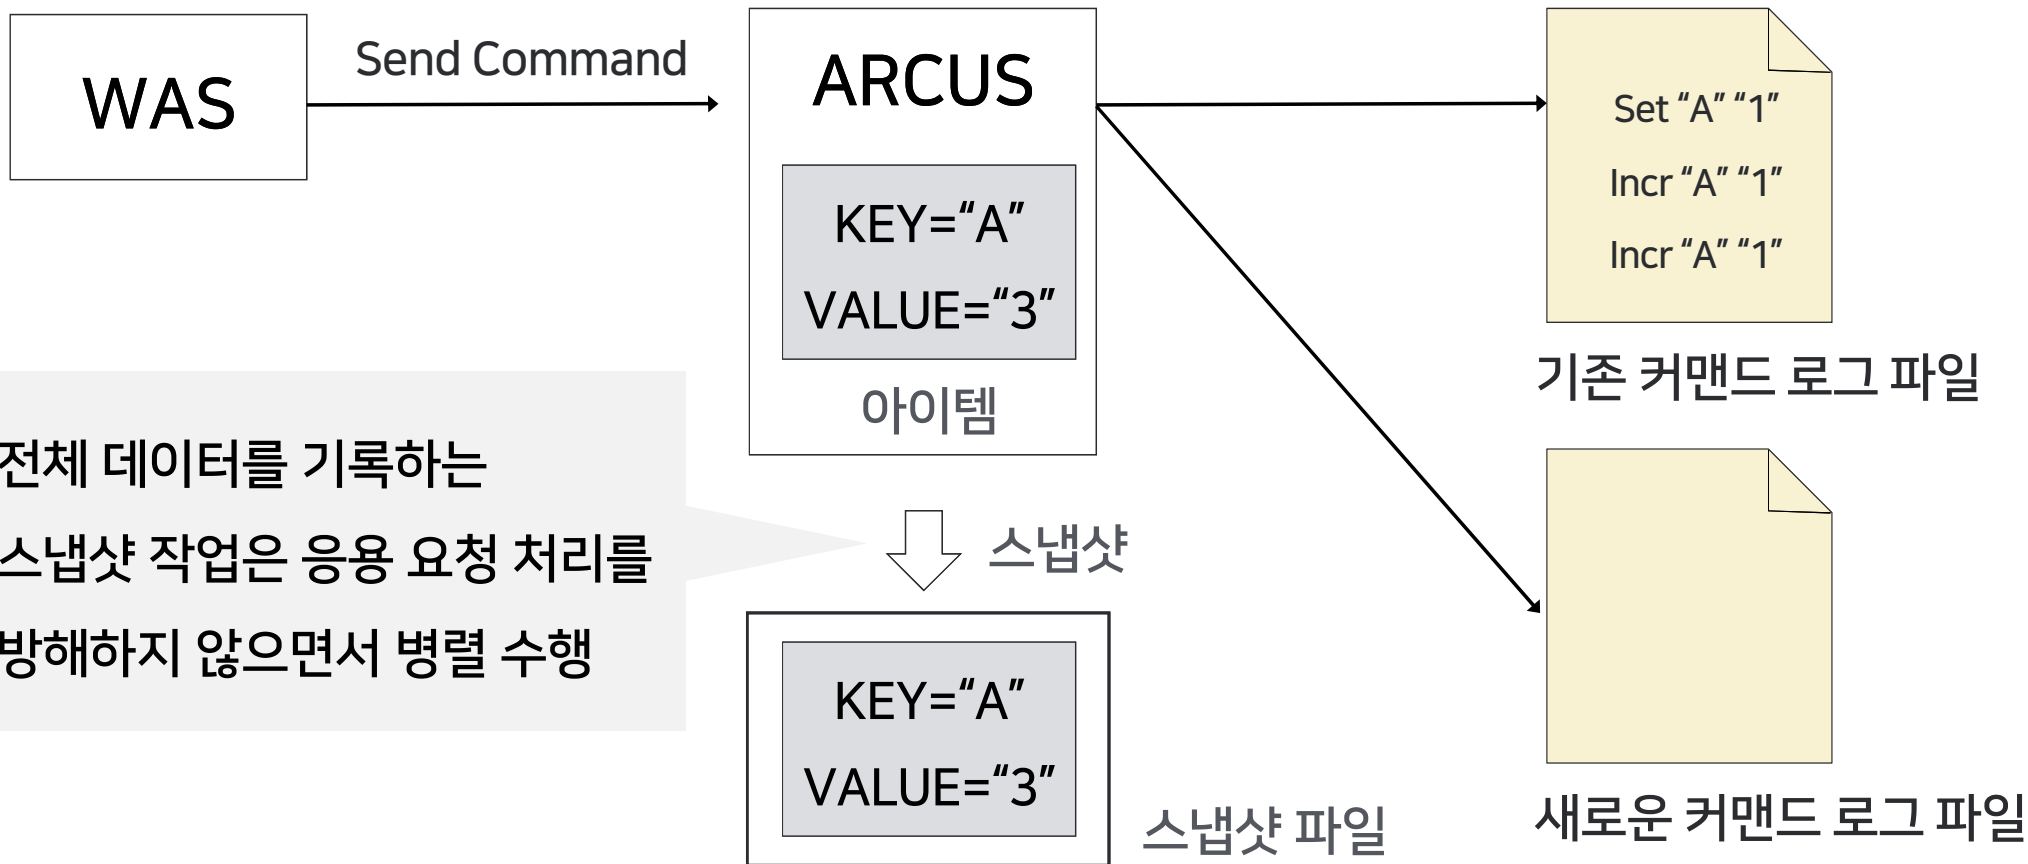 WAS
Send Command
ARCUS
KEY=“A”
VALUE=“3”
아이템
Set “A” “1”
Incr “A” “1”
Incr “A” “1”
기존 커맨드 로그 파일
전체 데이터를 기록하는
스냅샷 작업은 응용 요청 처리를
방해하지 않으면서 병렬 수행
스냅샷
KEY=“A”
VALUE=“3”
스냅샷 파일
새로운 커맨드 로그 파일